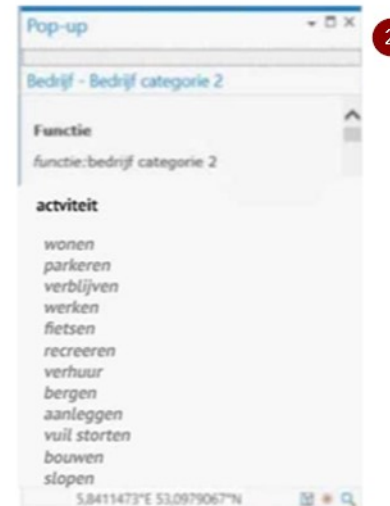 Pop-up
2
Bedrijf - Bedrijf categorie 2
Functie
functie:bedrijf categorie 2
actviteit
wonen
parkeren
verblijven
werken
fietsen
recreeren
verhuur
bergen
aanleggen
vuil storten
bouwen
slopen
5,8411473°E 53,0979067°N